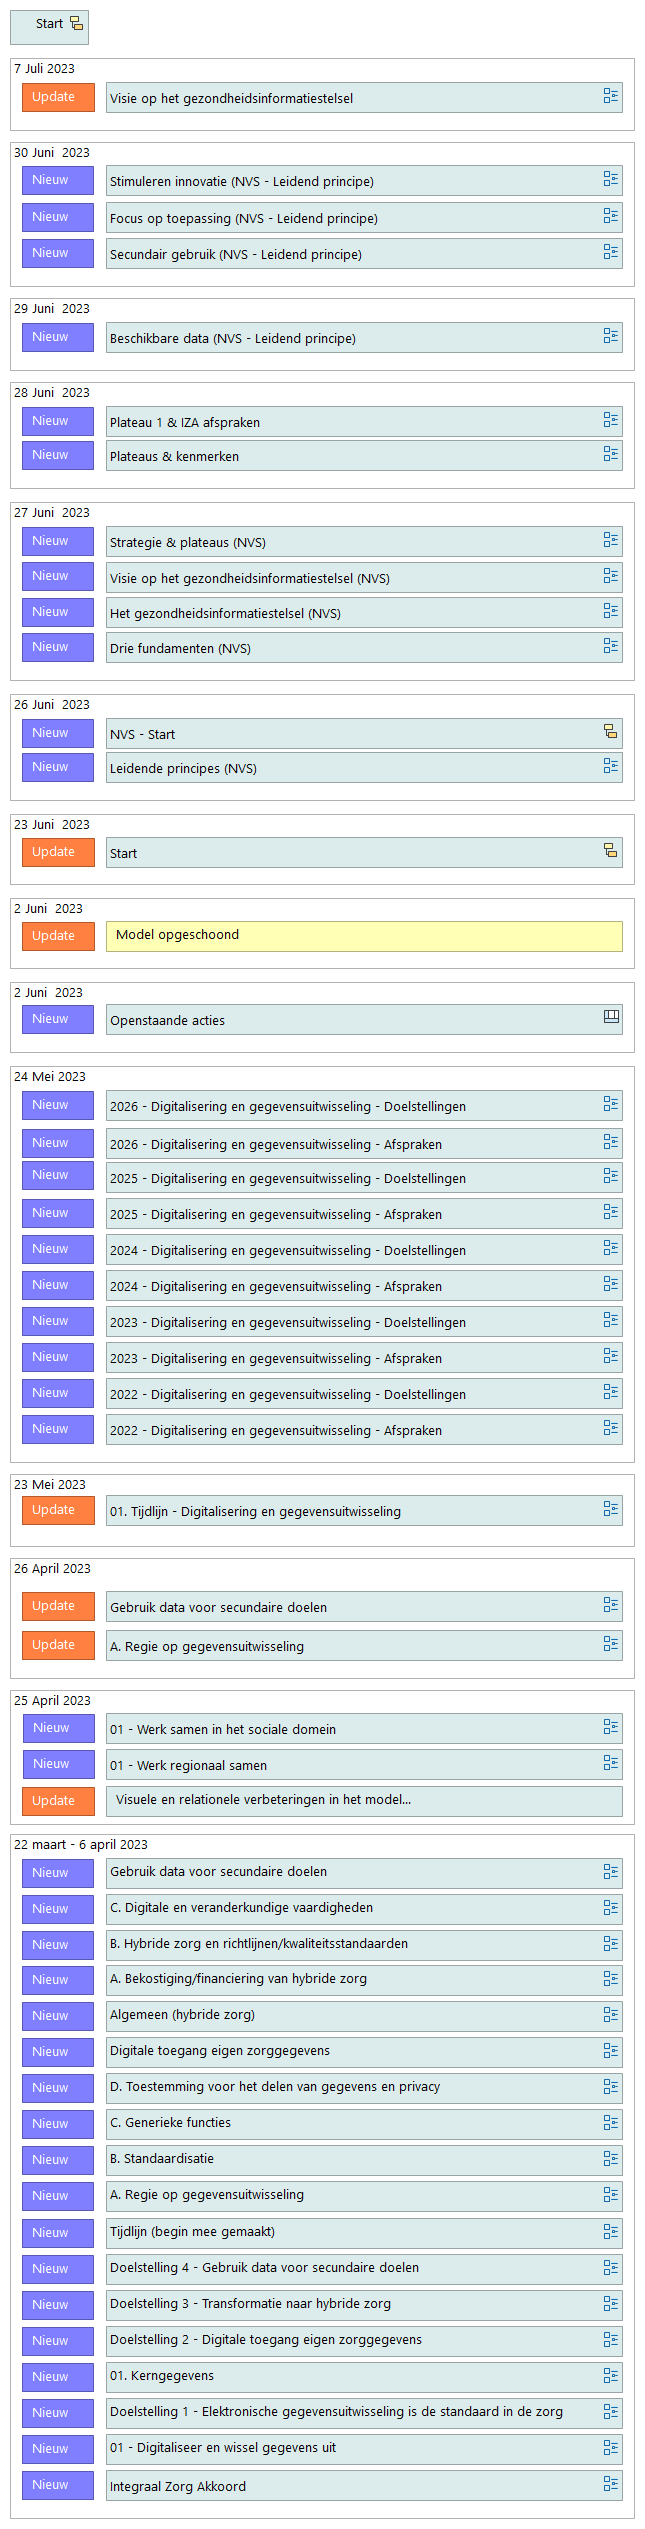 Start
7 Juli 2023
Update Visie op het gezondheidsinformatiestelsel
30 Juni 2023
Nieuw Stimuleren innovatie (NVS - Leidend principe)
Nieuw Focus op toepassing (NVS - Leidend principe)
Nieuw Secundair gebruik (NVS - Leidend principe)
29 Juni 2023
Nieuw Beschikbare data (NVS - Leidend principe)
28 Juni 2023
Nieuw Plateau 1 & IZA afspraken
Nieuw Plateaus & kenmerken
27 Juni 2023
Nieuw Strategie & plateaus (NVS)
Nieuw Visie op het gezondheidsinformatiestelsel (NVS)
Nieuw Het gezondheidsinformatiestelsel (NVS)
Nieuw Drie fundamenten (NVS)
26 Juni 2023
Nieuw NVS - Start
Nieuw Leidende principes (NVS)
23 Juni 2023
Update Start
2 Juni 2023
Update Model opgeschoond
2 Juni 2023
Nieuw Openstaande acties
24 Mei 2023
Nieuw 2026 - Digitalisering en gegevensuitwisseling - Doelstellingen
Nieuw 2026 - Digitalisering en gegevensuitwisseling - Afspraken
Nieuw 2025 - Digitalisering en gegevensuitwisseling - Doelstellingen
Nieuw 2025 - Digitalisering en gegevensuitwisseling - Afspraken
Nieuw 2024 - Digitalisering en gegevensuitwisseling - Doelstellingen
Nieuw 2024 - Digitalisering en gegevensuitwisseling - Afspraken
Nieuw 2023 - Digitalisering en gegevensuitwisseling - Doelstellingen
Nieuw 2023 - Digitalisering en gegevensuitwisseling - Afspraken
Nieuw 2022 - Digitalisering en gegevensuitwisseling - Doelstellingen
Nieuw 2022 - Digitalisering en gegevensuitwisseling - Afspraken
23 Mei 2023
Update 01. Tijdlijn - Digitalisering en gegevensuitwisseling
26 April 2023
Update Gebruik data voor secundaire doelen
Update A. Regie op gegevensuitwisseling
25 April 2023
Nieuw 01 - Werk samen in het sociale domein
Nieuw 01 - Werk regionaal samen
Update Visuele en relationele verbeteringen in het model...
22 maart - 6 april 2023
Nieuw Gebruik data voor secundaire doelen
Nieuw C. Digitale en veranderkundige vaardigheden
Nieuw B. Hybride zorg en richtlijnen/kwaliteitsstandaarden
Nieuw A. Bekostiging/financiering van hybride zorg
Nieuw Algemeen (hybride zorg)
Nieuw Digitale toegang eigen zorggegevens
Nieuw D. Toestemming voor het delen van gegevens en privacy
Nieuw C. Generieke functies
Nieuw B. Standaardisatie
Nieuw A. Regie op gegevensuitwisseling
Nieuw Tijdlijn (begin mee gemaakt)
Nieuw Doelstelling 4 - Gebruik data voor secundaire doelen
Nieuw Doelstelling 3 - Transformatie naar hybride zorg
Nieuw Doelstelling 2 - Digitale toegang eigen zorggegevens
Nieuw 01. Kerngegevens
Nieuw Doelstelling 1 - Elektronische gegevensuitwisseling is de standaard in de zorg
Nieuw 01 - Digitaliseer en wissel gegevens uit
Nieuw Integraal Zorg Akkoord